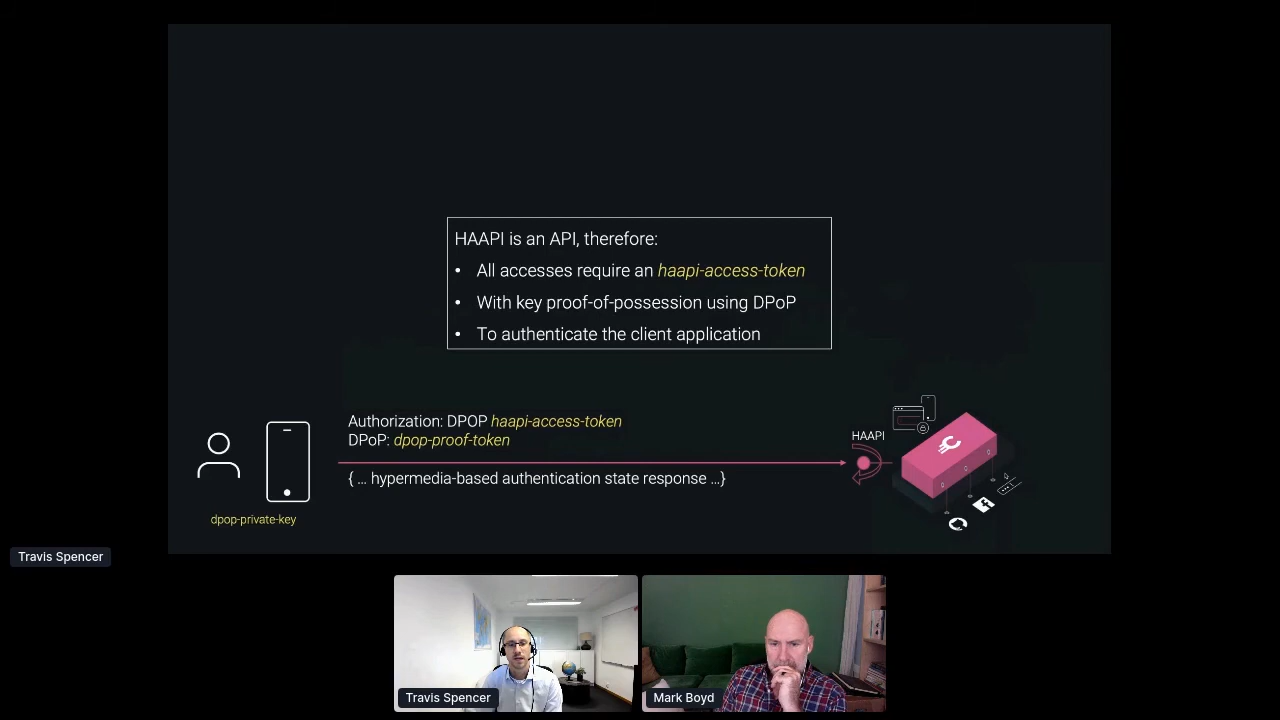 HAAPI is an API, therefore:
• All accesses require an haapi-access-token
• With key proof-of-possession using DPoP
• To authenticate the client application
Authorization: DPOP haapi-access-token
DPoP: dpop-proof-token
HAAPI
{ ... hypermedia-based authentication state response ...}
dpop-private-key
Travis Spencer
Travis Spencer
Mark Boyd